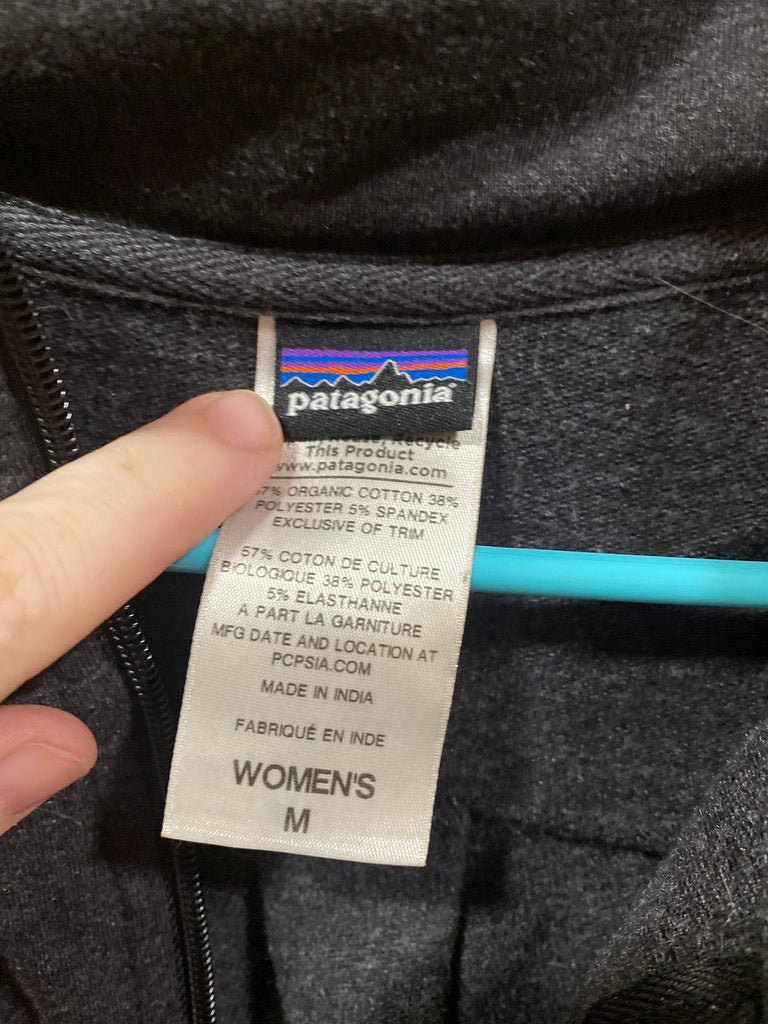 patagonia®
Recycle
This Product
www.patagonia.com
7% ORGANIC COTTON 38%
POLYESTER 5% SPANDEX
EXCLUSIVE OF TRIM
57% COTON DE CULTURE
BIOLOGIQUE 38% POLYESTER
5% ELASTHANNE
A PART LA GARNITURE
MFG DATE AND LOCATION AT
PCPSIA.COM
MADE IN INDIA
FABRIQUÉ EN INDE
WOMEN'S
M